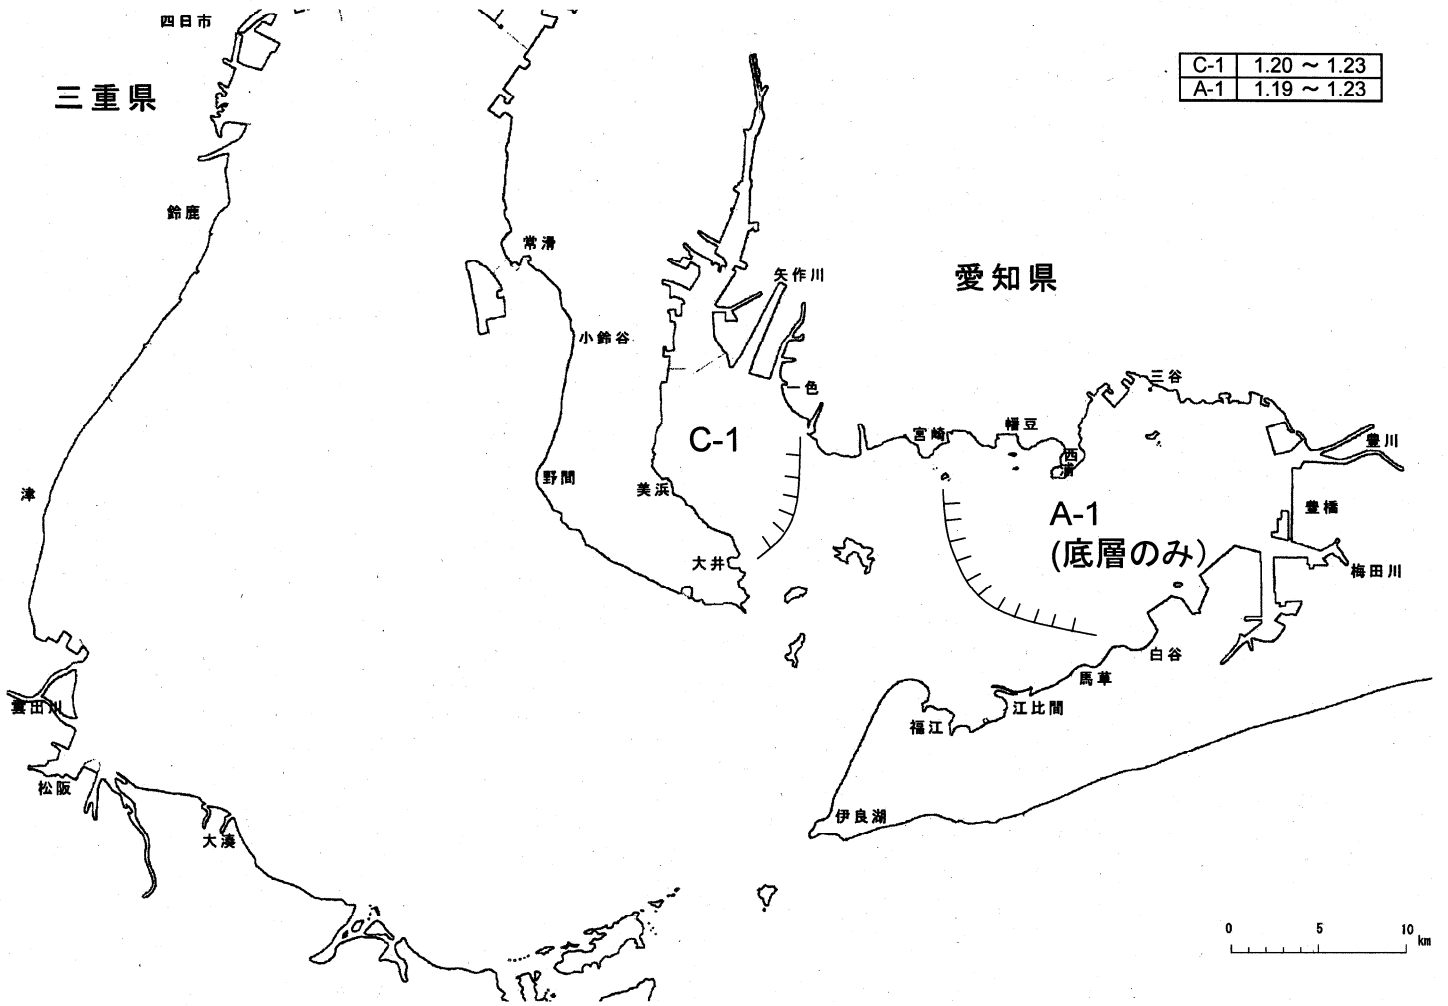 四日市
三重県
C-1 1.20 ～ 1.23
A-1 1.19 ～ 1.23
鈴鹿
常滑
矢作川
愛知県
小鈴谷
一色
三谷
C-1
宮崎
幡豆
西浦
豊川
野間
美浜
津
豊橋
A-1
(底層のみ)
大井
梅田川
白谷
馬草
雲出川
福江
江比間
松阪
伊良湖
大湊
0 5 10
km